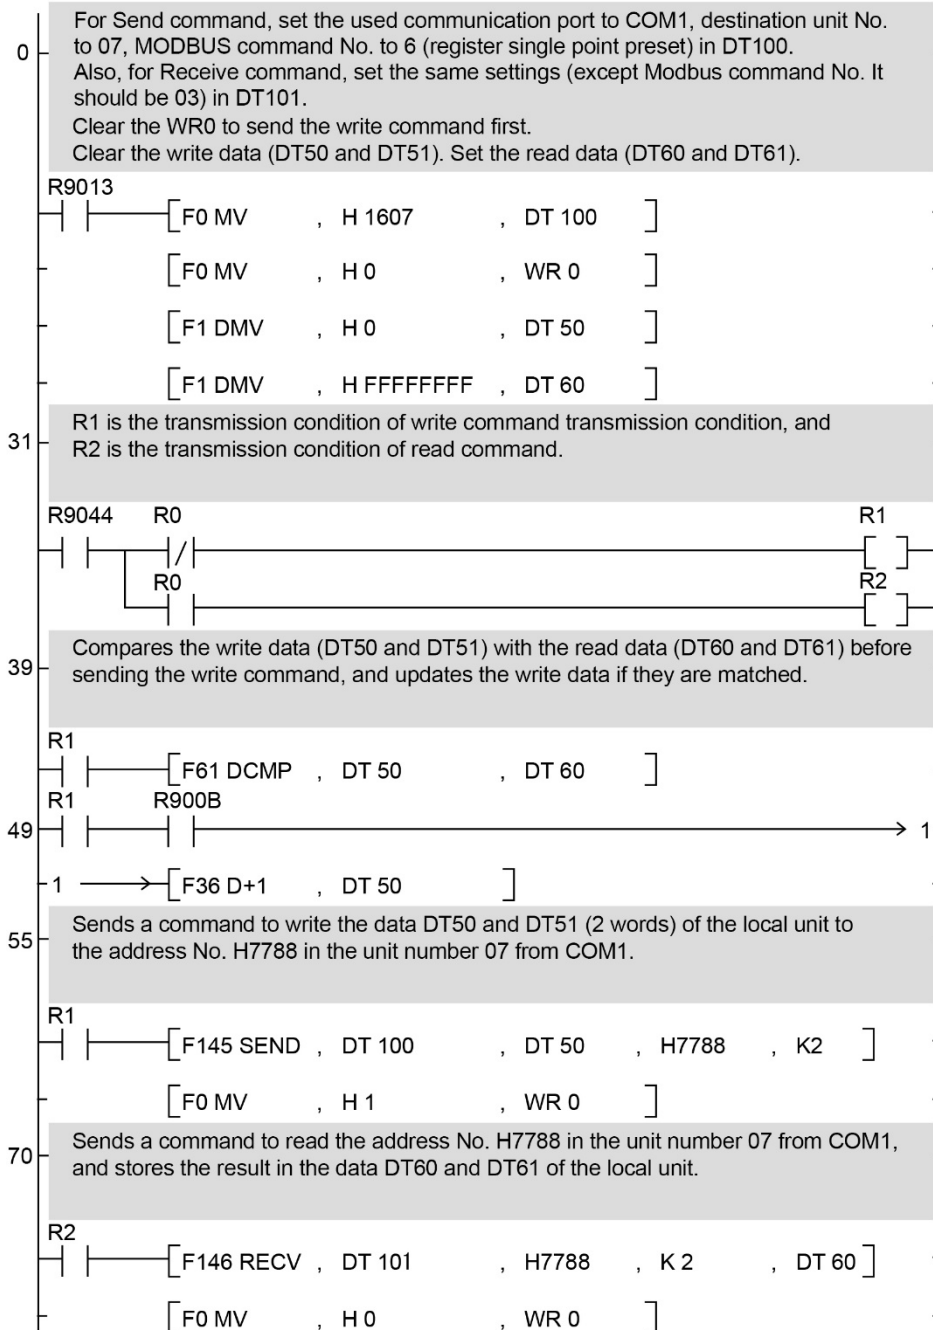 For Send command, set the used communication port to COM1, destination unit No.
0 to 07, MODBUS command No. to 6 (register single point preset) in DT100.
Also, for Receive command, set the same settings (except Modbus command No. It
should be 03) in DT101.
Clear the WR0 to send the write command first.
Clear the write data (DT50 and DT51). Set the read data (DT60 and DT61).
R9013
F0 MV , H 1607 , DT 100
F0 MV , H 0 , WR 0
F1 DMV , H 0 , DT 50
F1 DMV , H FFFFFFFF , DT 60
R1 is the transmission condition of write command transmission condition, and
31
R2 is the transmission condition of read command.
R9044 R0 R1
R0 R2
Compares the write data (DT50 and DT51) with the read data (DT60 and DT61) before
39
sending the write command, and updates the write data if they are matched.
R1
F61 DCMP , DT 50 , DT 60
R1 R900B
49 1
1 F36 D+1 , DT 50
Sends a command to write the data DT50 and DT51 (2 words) of the local unit to
55
the address No. H7788 in the unit number 07 from COM1.
R1
F145 SEND , DT 100 , DT 50 , H7788 , K2
F0 MV , H 1 , WR 0
Sends a command to read the address No. H7788 in the unit number 07 from COM1,
70
and stores the result in the data DT60 and DT61 of the local unit.
R2
F146 RECV , DT 101 , H7788 , K 2 , DT 60
F0 MV , H 0 , WR 0